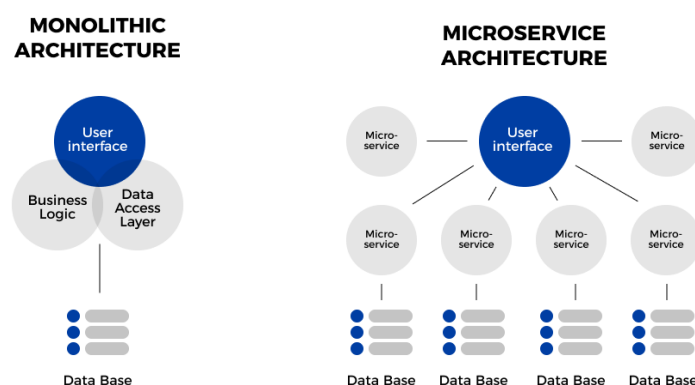 MONOLITHIC
ARCHITECTURE
User
interface
Business
Logic
Data
Access
Layer
Data Base
MICROSERVICE
ARCHITECTURE
Micro-
service
User
interface
Micro-
service
Micro-
service
Micro-
service
Micro-
service
Micro-
service
Data Base
Data Base
Data Base
Data Base